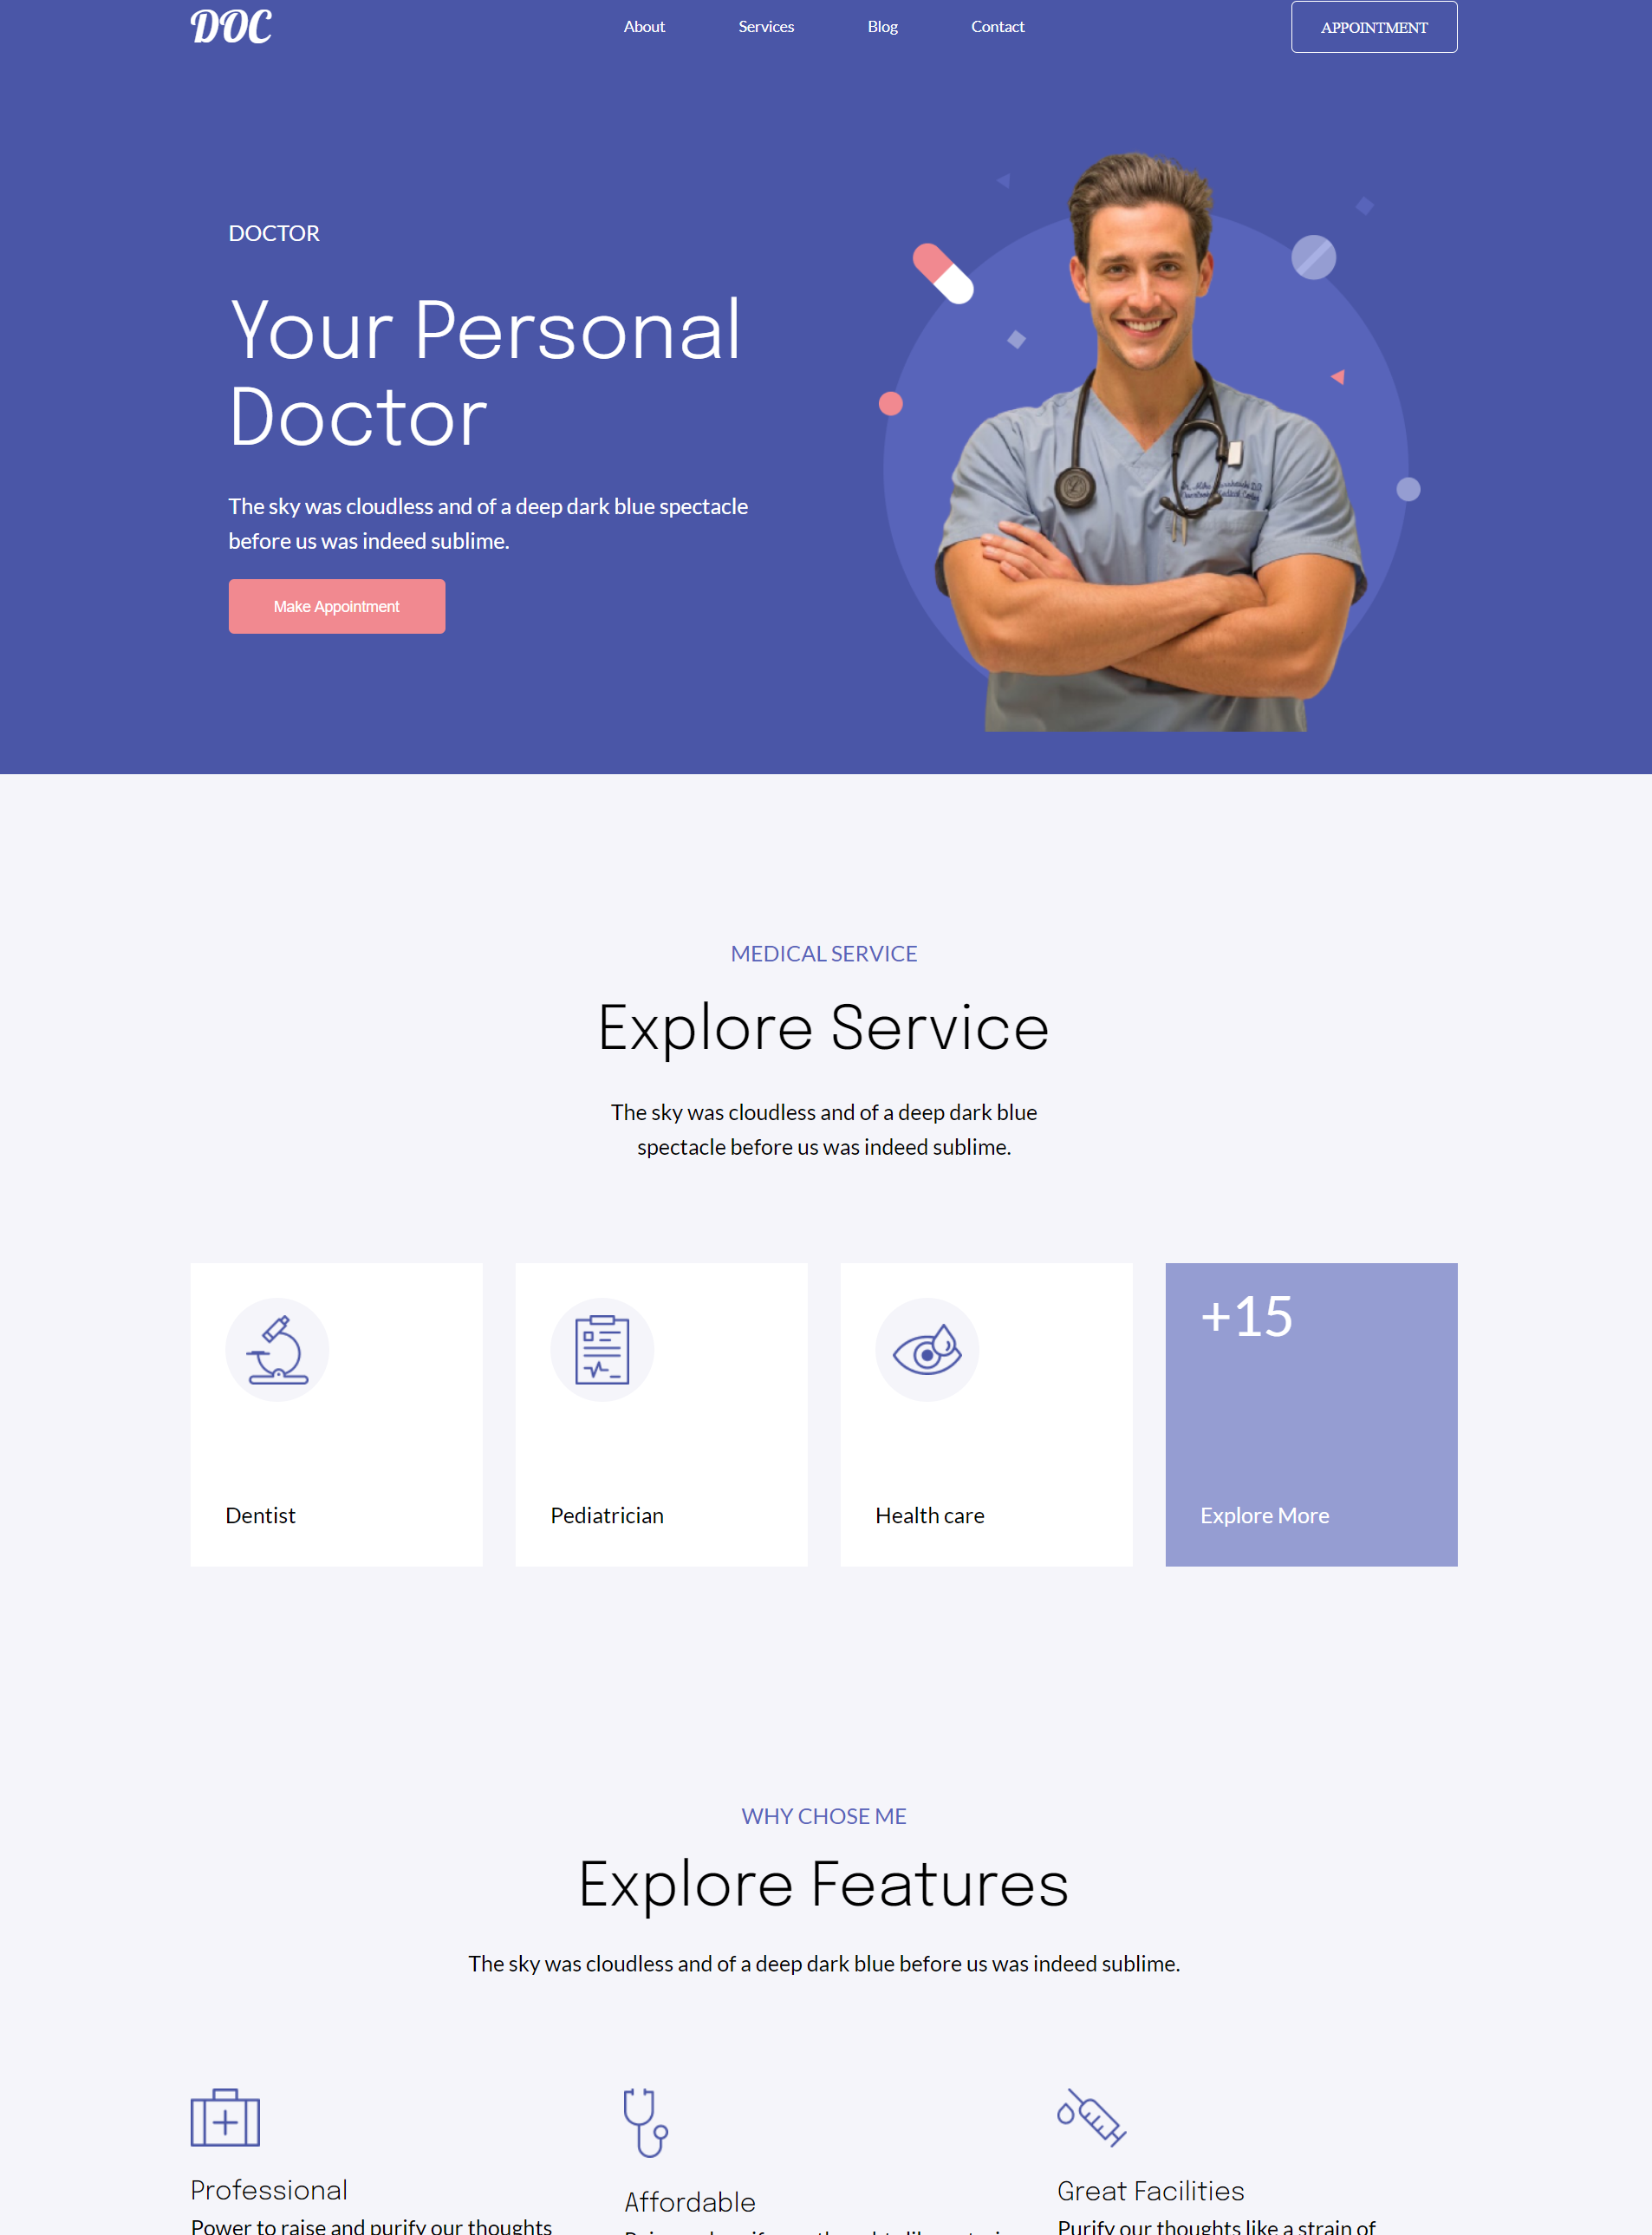 DOC
About
Services
Blog
Contact
APPOINTMENT
DOCTOR
Your Personal
Doctor
The sky was cloudless and of a deep dark blue spectacle
before us was indeed sublime.
Make Appointment
MEDICAL SERVICE
Explore Service
The sky was cloudless and of a deep dark blue
spectacle before us was indeed sublime.
Dentist
Pediatrician
Health care
+15
Explore More
WHY CHOSE ME
Explore Features
The sky was cloudless and of a deep dark blue before us was indeed sublime.
Professional
Power to raise and purify our thoughts
Affordable
Great Facilities
Purify our thoughts like a strain of